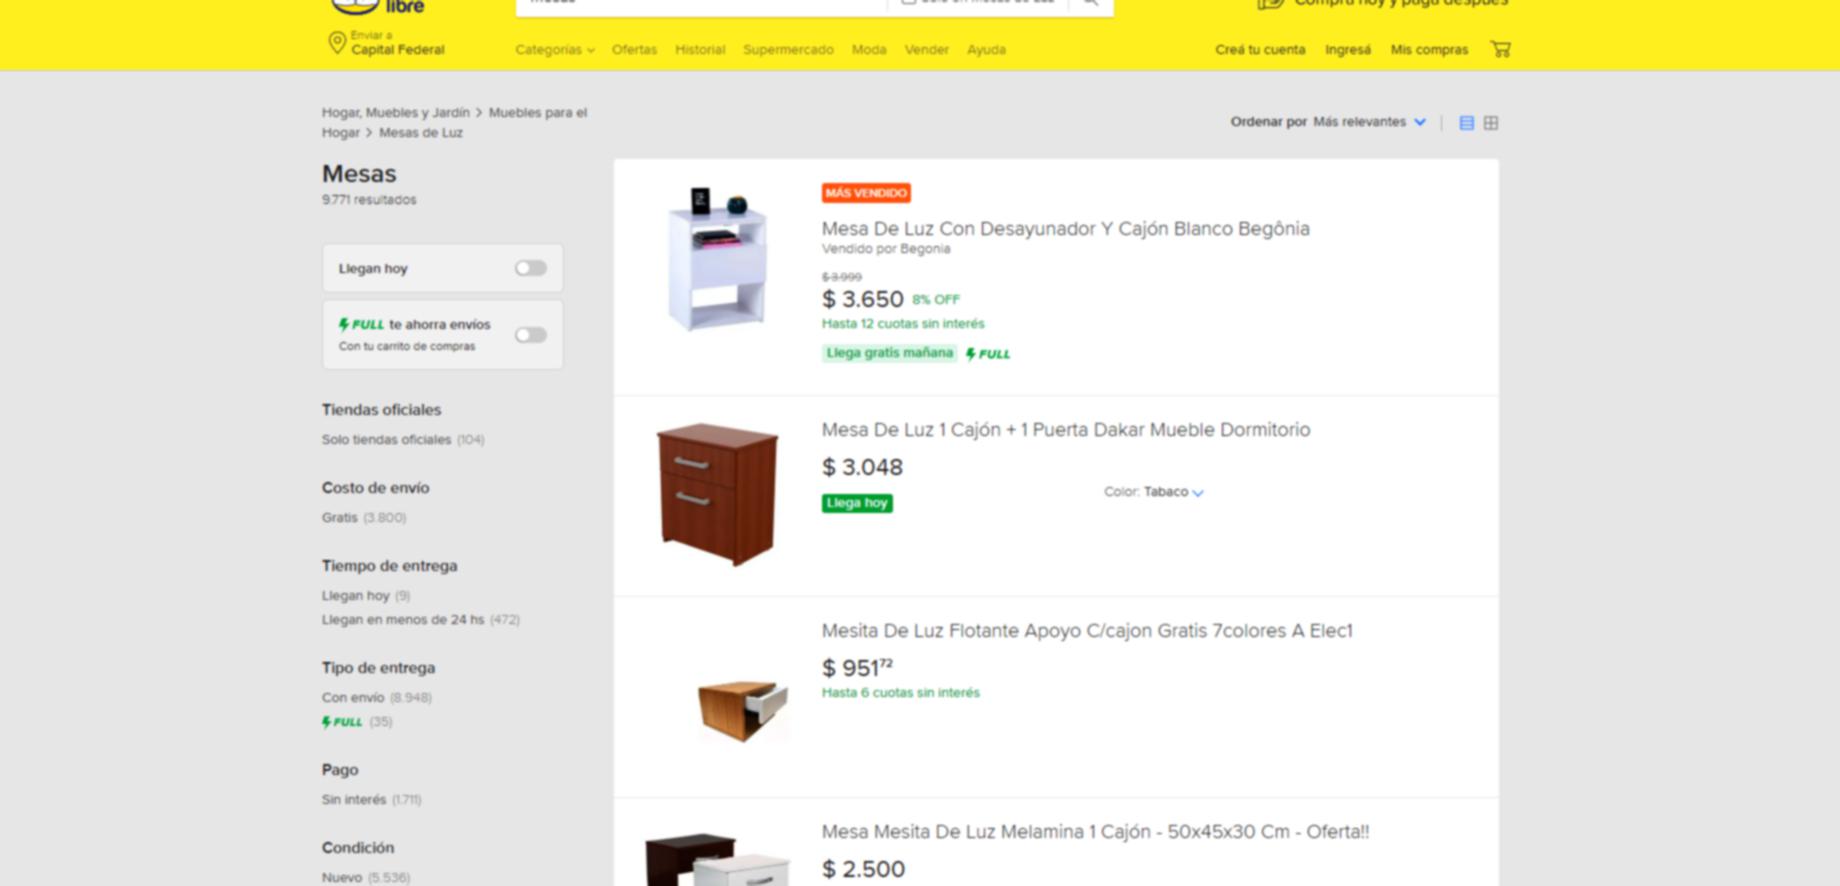 libre
Compra hoy y pagá después
Enviar a
Capital Federal
Categorías
Ofertas
Historial
Supermercado
Moda
Vender
Ayuda
Creá tu cuenta
Ingresá
Mis compras
Hogar, Muebles y Jardín > Muebles para el
Hogar > Mesas de Luz
Ordenar por Más relevantes
Mesas
9.771 resultados
Llegan hoy
FULL te ahorra envíos
Con tu carrito de compras
Tiendas oficiales
Solo tiendas oficiales (104)
Costo de envío
Gratis (3.800)
Tiempo de entrega
Llegan hoy (9)
Llegan en menos de 24 hs (472)
Tipo de entrega
Con envío (8.948)
FULL (35)
Pago
Sin interés (1.711)
Condición
Nuevo (5.536)
MÁS VENDIDO
Mesa De Luz Con Desayunador Y Cajón Blanco Begônia
Vendido por Begonia
$ 3.999
$ 3.650 8% OFF
Hasta 12 cuotas sin interés
Llega gratis mañana FULL
Mesa De Luz 1 Cajón + 1 Puerta Dakar Mueble Dormitorio
$ 3.048
Color: Tabaco
Llega hoy
Mesita De Luz Flotante Apoyo C/cajon Gratis 7colores A Elec1
$ 951 72
Hasta 6 cuotas sin interés
Mesa Mesita De Luz Melamina 1 Cajón - 50x45x30 Cm - Oferta!!
$ 2.500